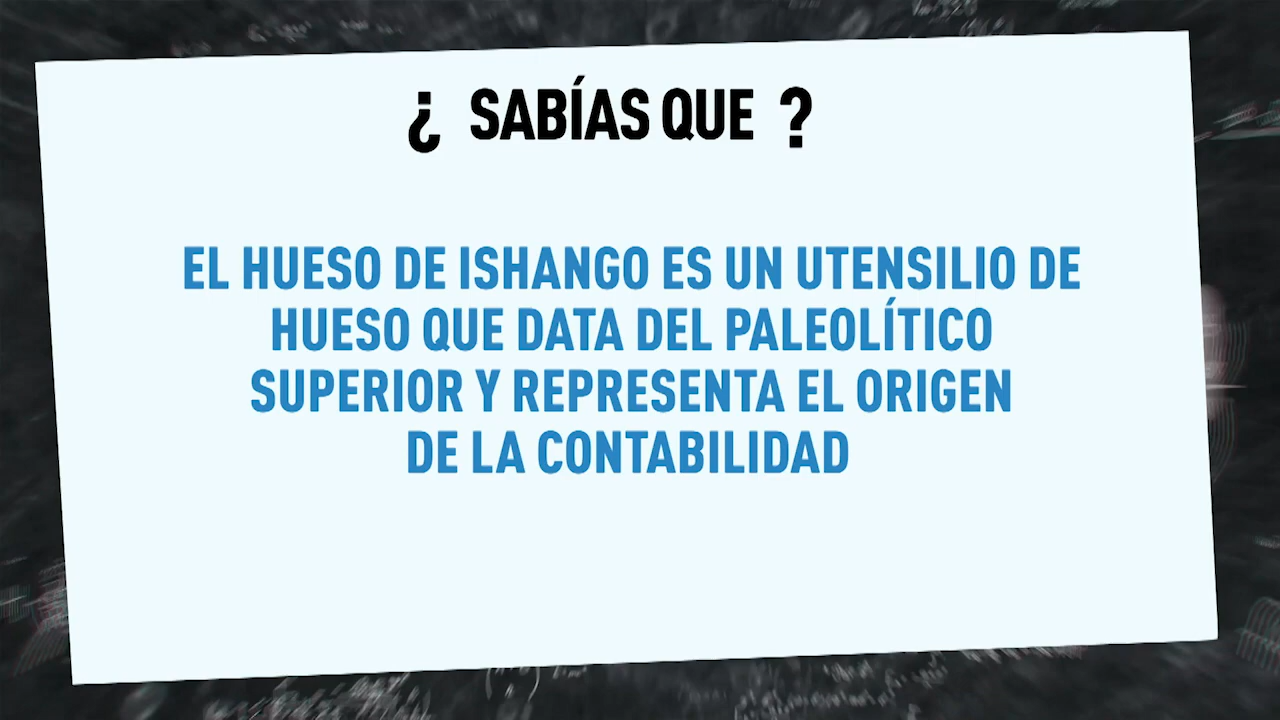 ¿ SABÍAS QUE ?
EL HUESO DE ISHANGO ES UN UTENSILIO DE
HUESO QUE DATA DEL PALEOLÍTICO
SUPERIOR Y REPRESENTA EL ORIGEN
DE LA CONTABILIDAD